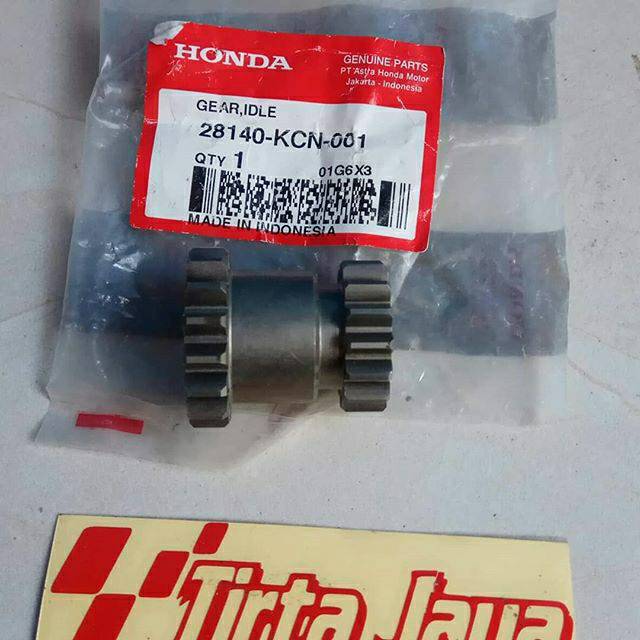 HONDA
GENUINE PARTS
PT Astra Honda Motor
Jakarta - Indonesia
GEAR,IDLE
28140-KCN-001
QTY 1
01G6X3
MADE IN INDONESIA
Tirta Jaya